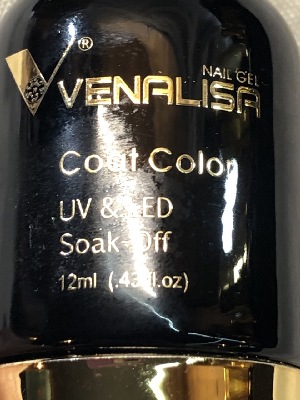 ®
NAIL GEL
VENALISA
Coat Color
UV & LED
Soak-Off
12ml (.43fl.oz)